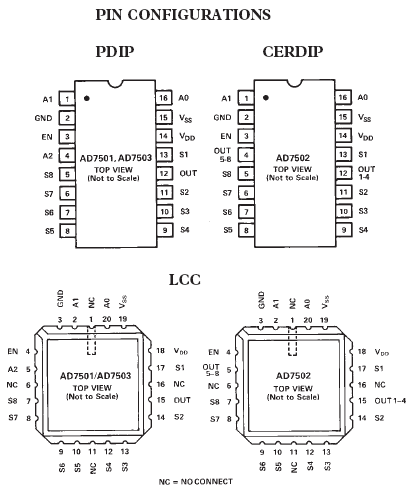 PIN CONFIGURATIONS
PDIP
CERDIP
A1 1 16 A0
GND 2 15 VSS
EN 3 14 VDD
A2 4 13 S1
S8 5 12 OUT
S7 6 11 S2
S6 7 10 S3
S5 8 9 S4
AD7501, AD7503
TOP VIEW
(Not to Scale)
A1 1 16 A0
GND 2 15 VSS
EN 3 14 VDD
OUT 5-8 4 13 S1
S8 5 12 OUT 1-4
S7 6 11 S2
S6 7 10 S3
S5 8 9 S4
AD7502
TOP VIEW
(Not to Scale)
LCC
GND A1 NC A0 VSS
3 2 1 20 19
EN 4 18 VDD
A2 5 17 S1
NC 6 16 NC
S8 7 15 OUT
S7 8 14 S2
AD7501/AD7503
TOP VIEW
(Not to Scale)
9 10 11 12 13
S6 S5 NC S4 S3
GND A1 NC A0 VSS
3 2 1 20 19
EN 4 18 VDD
OUT 5-8 5 17 S1
NC 6 16 NC
S8 7 15 OUT 1-4
S7 8 14 S2
AD7502
TOP VIEW
(Not to Scale)
9 10 11 12 13
S6 S5 NC S4 S3
NC = NO CONNECT